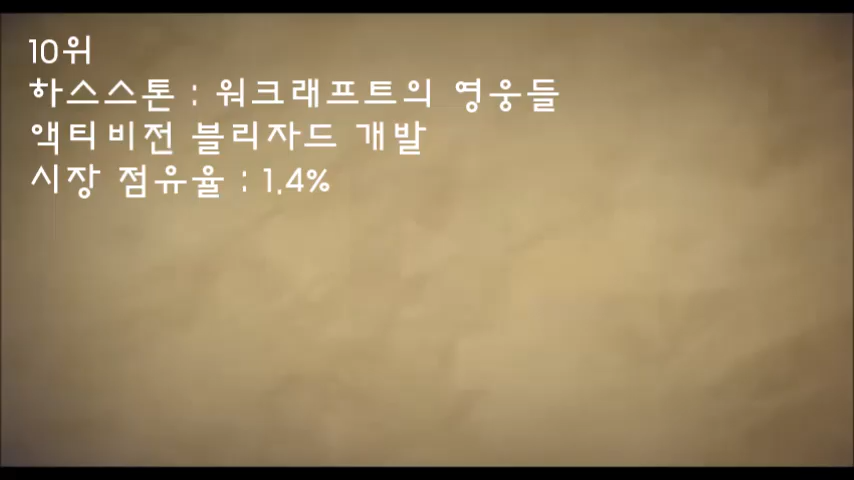 10위
하스스톤 : 워크래프트의 영웅들
액티비전 블리자드 개발
시장 점유율 : 1.4%